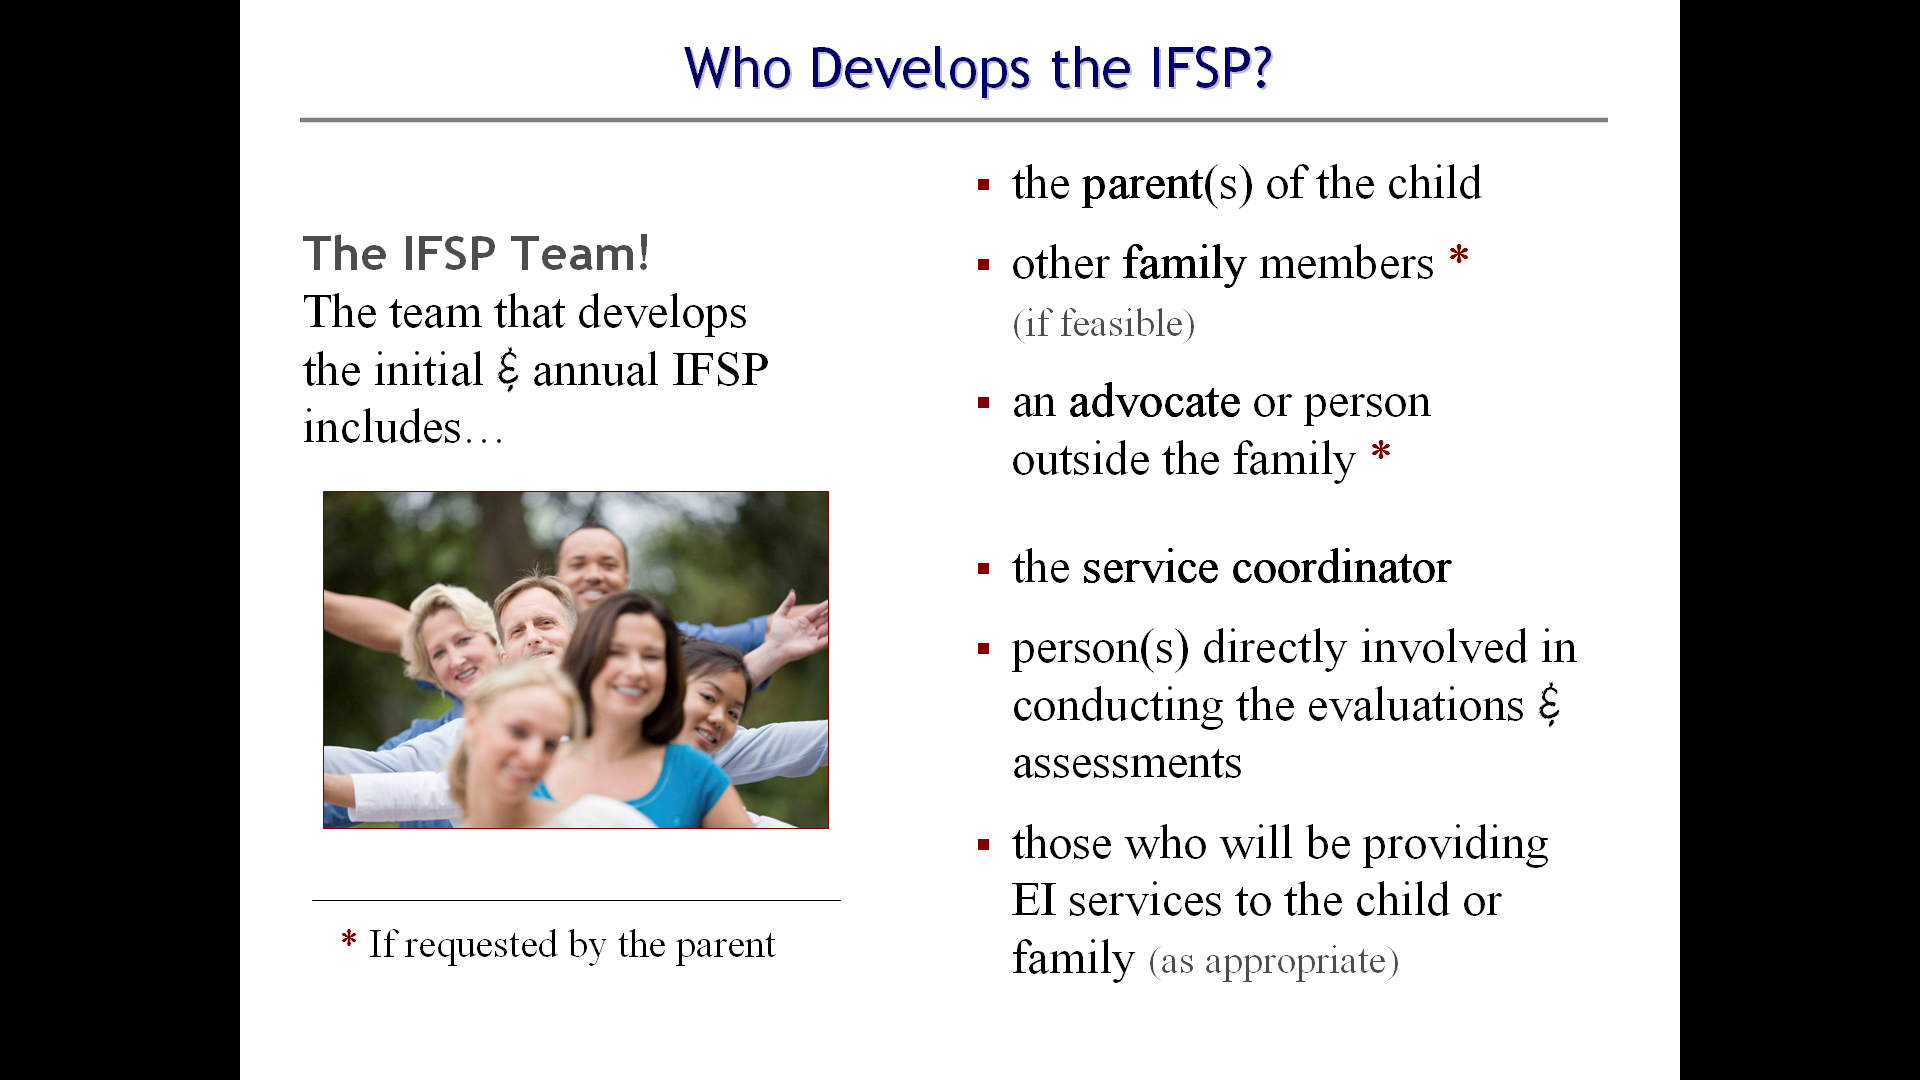 Who Develops the IFSP?
The IFSP Team!
The team that develops
the initial & annual IFSP
includes…
* If requested by the parent
▪ the parent(s) of the child
▪ other family members *
(if feasible)
▪ an advocate or person
outside the family *
▪ the service coordinator
▪ person(s) directly involved in
conducting the evaluations &
assessments
▪ those who will be providing
EI services to the child or
family (as appropriate)